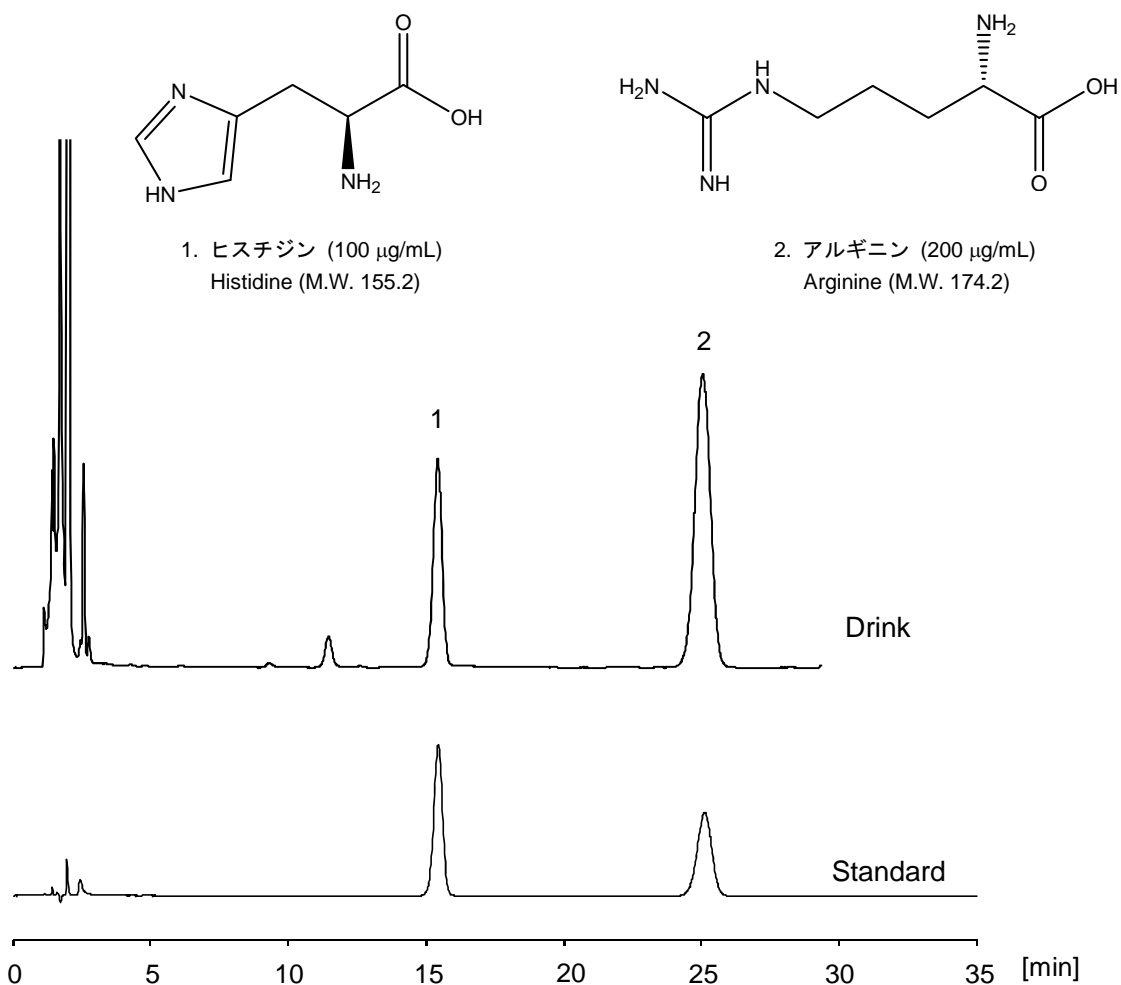 O
OH
NH2
N
HN
NH2
OH
O
H
N
H2N
NH
1. ヒスチジン (100 μg/mL)
Histidine (M.W. 155.2)
2. アルギニン (200 μg/mL)
Arginine (M.W. 174.2)
1
2
Drink
Standard
0 5 10 15 20 25 30 35 [min]